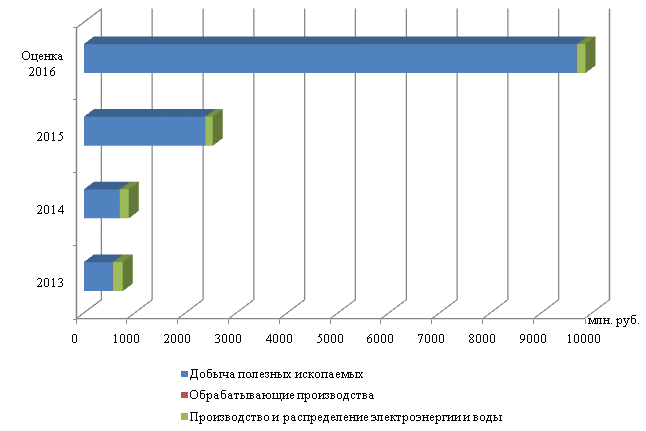 Оценка
2016
2015
2014
2013
млн. руб.
0 1000 2000 3000 4000 5000 6000 7000 8000 9000 10000
Добыча полезных ископаемых
Обрабатывающие производства
Производство и распределение электроэнергии и воды